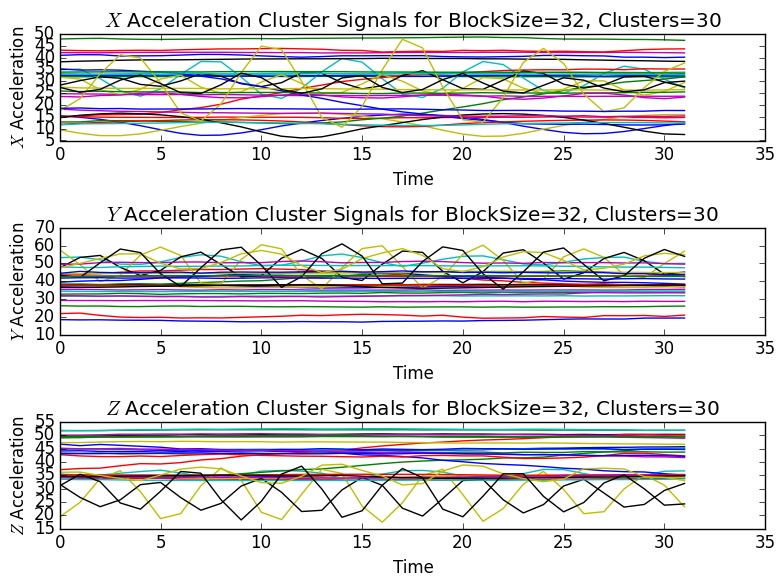 X Acceleration Cluster Signals for BlockSize=32, Clusters=30
X Acceleration
50
45
40
35
30
25
20
15
10
5
0 5 10 15 20 25 30 35
Time
Y Acceleration Cluster Signals for BlockSize=32, Clusters=30
Y Acceleration
70
60
50
40
30
20
10
0 5 10 15 20 25 30 35
Time
Z Acceleration Cluster Signals for BlockSize=32, Clusters=30
Z Acceleration
55
50
45
40
35
30
25
20
15
0 5 10 15 20 25 30 35
Time